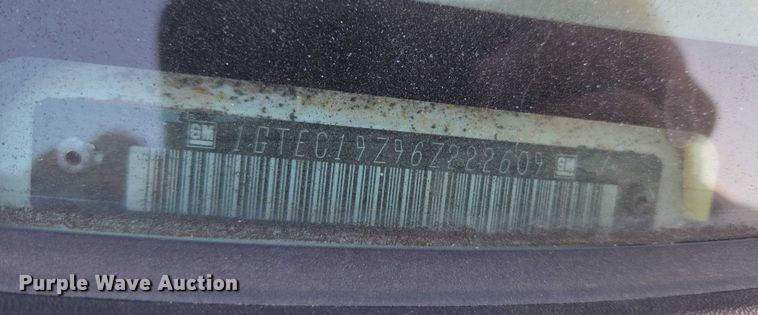 GM 1GTEC19Z96Z222609 GM
Purple Wave Auction